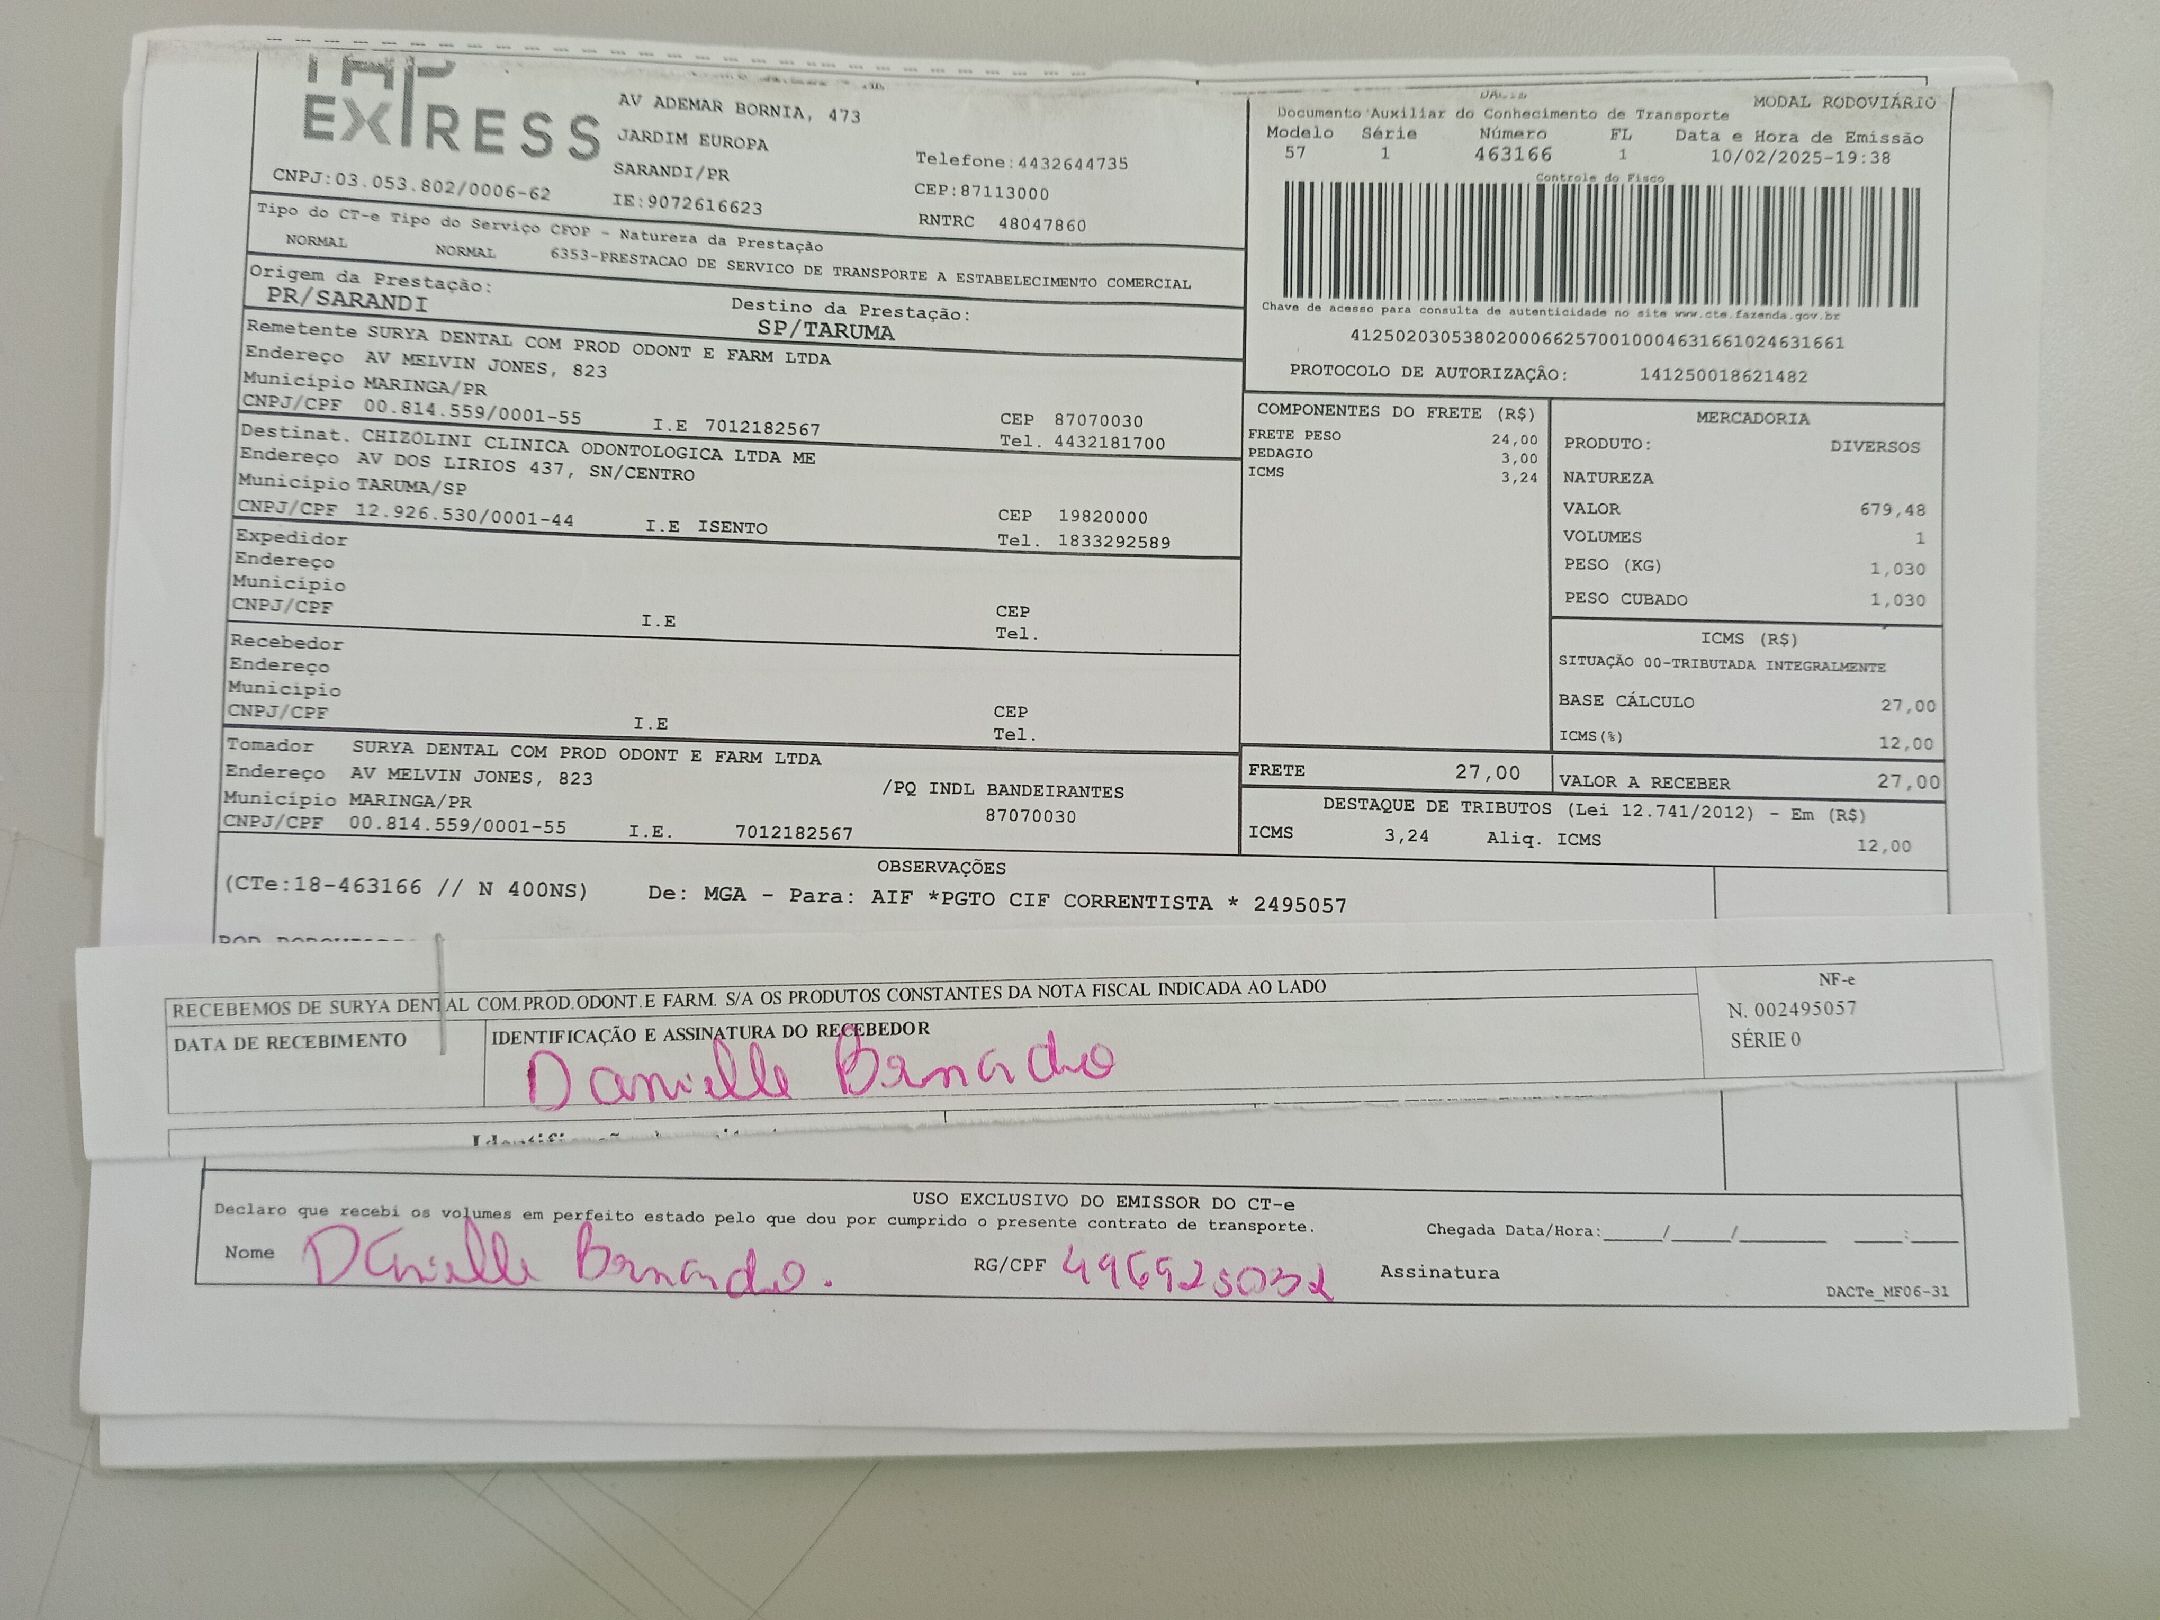 EXPRESS
CNPJ:03.053.802/0006-62
AV ADEMAR BORNIA, 473
JARDIM EUROPA
SARANDI/PR
IE:9072616623
Telefone:4432644735
CEP:87113000
RNTRC 48047860
MODAL RODOVIÁRIO
Documento Auxiliar do Conhecimento de Transporte
Modelo Série Número FL Data e Hora de Emissão
57 1 463166 1 10/02/2025-19:38
Controle do Fisco
Chave de acesso para consulta de autenticidade no site www.cte.fazenda.gov.br
41250203053802000662570010004631661024631661
PROTOCOLO DE AUTORIZAÇÃO: 141250018621482
Tipo do CT-e Tipo do Serviço CFOP - Natureza da Prestação
NORMAL NORMAL 6353-PRESTACAO DE SERVICO DE TRANSPORTE A ESTABELECIMENTO COMERCIAL
Origem da Prestação: Destino da Prestação:
PR/SARANDI SP/TARUMA
Remetente SURYA DENTAL COM PROD ODONT E FARM LTDA
Endereço AV MELVIN JONES, 823
Município MARINGA/PR CEP 87070030
CNPJ/CPF 00.814.559/0001-55 I.E 7012182567 Tel. 4432181700
Destinat. CHIZOLINI CLINICA ODONTOLOGICA LTDA ME
Endereço AV DOS LIRIOS 437, SN/CENTRO
Município TARUMA/SP CEP 19820000
CNPJ/CPF 12.926.530/0001-44 I.E ISENTO Tel. 1833292589
Expedidor
Endereço
Município CEP
CNPJ/CPF I.E Tel.
Recebedor
Endereço
Município CEP
CNPJ/CPF I.E Tel.
Tomador SURYA DENTAL COM PROD ODONT E FARM LTDA
Endereço AV MELVIN JONES, 823 /PQ INDL BANDEIRANTES
Município MARINGA/PR 87070030
CNPJ/CPF 00.814.559/0001-55 I.E. 7012182567
COMPONENTES DO FRETE (R$)
FRETE PESO 24,00
PEDAGIO 3,00
ICMS 3,24
MERCADORIA
PRODUTO: DIVERSOS
NATUREZA
VALOR 679,48
VOLUMES 1
PESO (KG) 1,030
PESO CUBADO 1,030
ICMS (R$)
SITUAÇÃO 00-TRIBUTADA INTEGRALMENTE
BASE CÁLCULO 27,00
ICMS(%) 12,00
FRETE 27,00 VALOR A RECEBER 27,00
DESTAQUE DE TRIBUTOS (Lei 12.741/2012) - Em (R$)
ICMS 3,24 Aliq. ICMS 12,00
OBSERVAÇÕES
(CTe:18-463166 // N 400NS) De: MGA - Para: AIF *PGTO CIF CORRENTISTA * 2495057
RECEBEMOS DE SURYA DENTAL COM.PROD.ODONT.E FARM. S/A OS PRODUTOS CONSTANTES DA NOTA FISCAL INDICADA AO LADO
NF-e
N. 002495057
SÉRIE 0
DATA DE RECEBIMENTO IDENTIFICAÇÃO E ASSINATURA DO RECEBEDOR
Danielle Bernardo
USO EXCLUSIVO DO EMISSOR DO CT-e
Declaro que recebi os volumes em perfeito estado pelo que dou por cumprido o presente contrato de transporte. Chegada Data/Hora:____/____/______ ____:____
Nome Danielle Bernardo. RG/CPF 496925032 Assinatura
DACTe_MF06-31